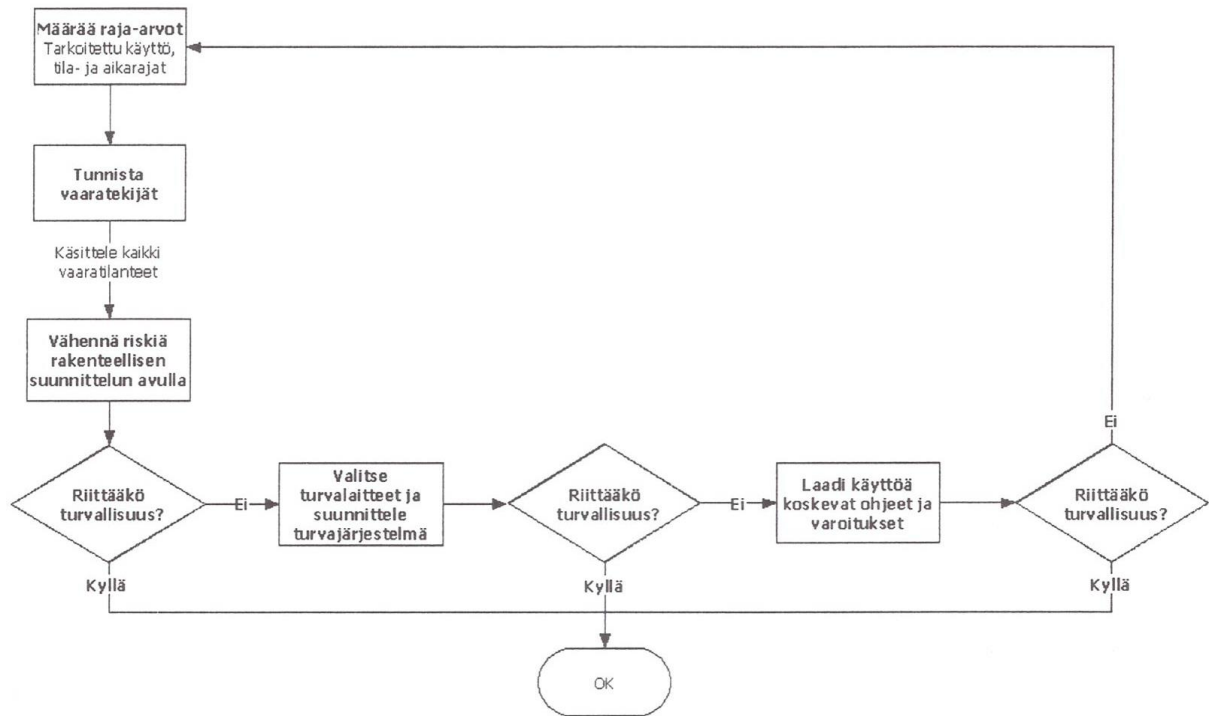 Määrää raja-arvot
Tarkoitettu käyttö,
tila- ja aikarajat
Tunnista
vaaratekijät
Käsittele kaikki
vaaratilanteet
Vähennä riskiä
rakenteellisen
suunnittelun avulla
Riittääkö
turvallisuus?
Ei
Valitse
turvalaitteet ja
suunnittele
turvajärjestelmä
Riittääkö
turvallisuus?
Ei
Laadi käyttöä
koskevat ohjeet ja
varoitukset
Ei
Riittääkö
turvallisuus?
Kyllä
Kyllä
Kyllä
OK